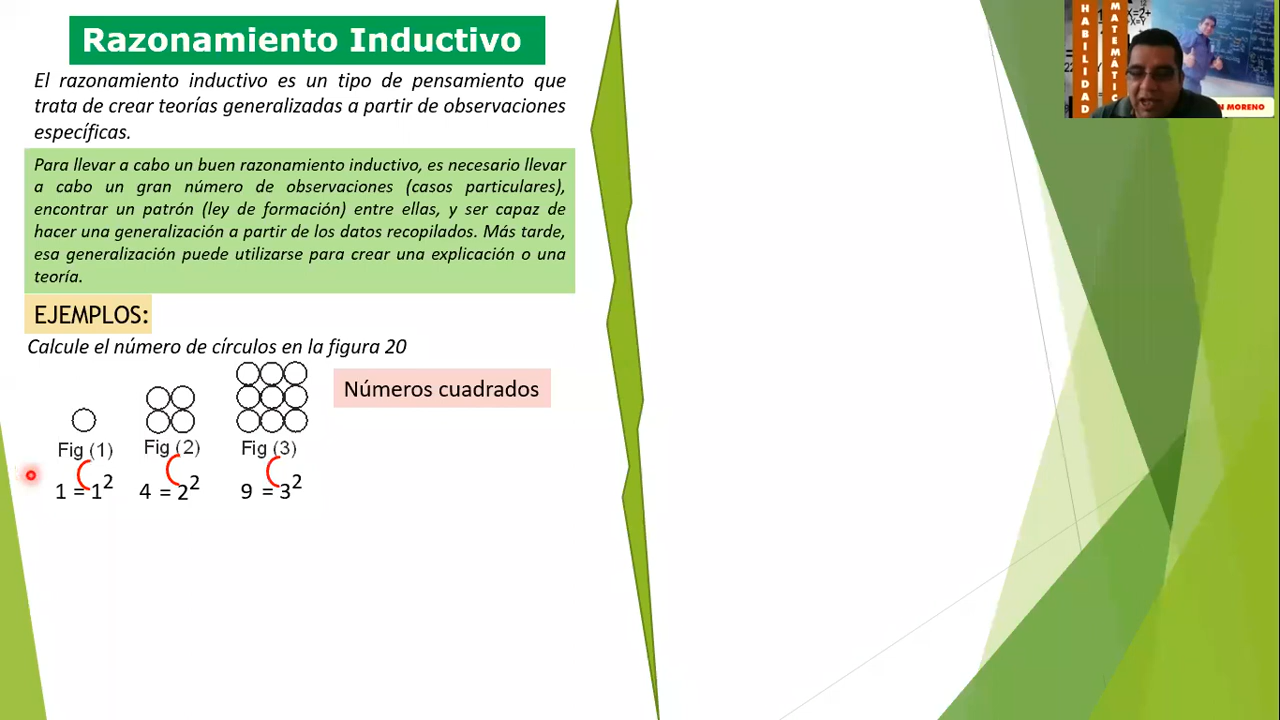 Razonamiento Inductivo
El razonamiento inductivo es un tipo de pensamiento que
trata de crear teorías generalizadas a partir de observaciones
específicas.
Para llevar a cabo un buen razonamiento inductivo, es necesario llevar
a cabo un gran número de observaciones (casos particulares),
encontrar un patrón (ley de formación) entre ellas, y ser capaz de
hacer una generalización a partir de los datos recopilados. Más tarde,
esa generalización puede utilizarse para crear una explicación o una
teoría.
EJEMPLOS:
Calcule el número de círculos en la figura 20
Números cuadrados
Fig (1) Fig (2) Fig (3)
1 = 1² 4 = 2² 9 = 3²
HABILIDAD
MATEMÁTIC
MORENO